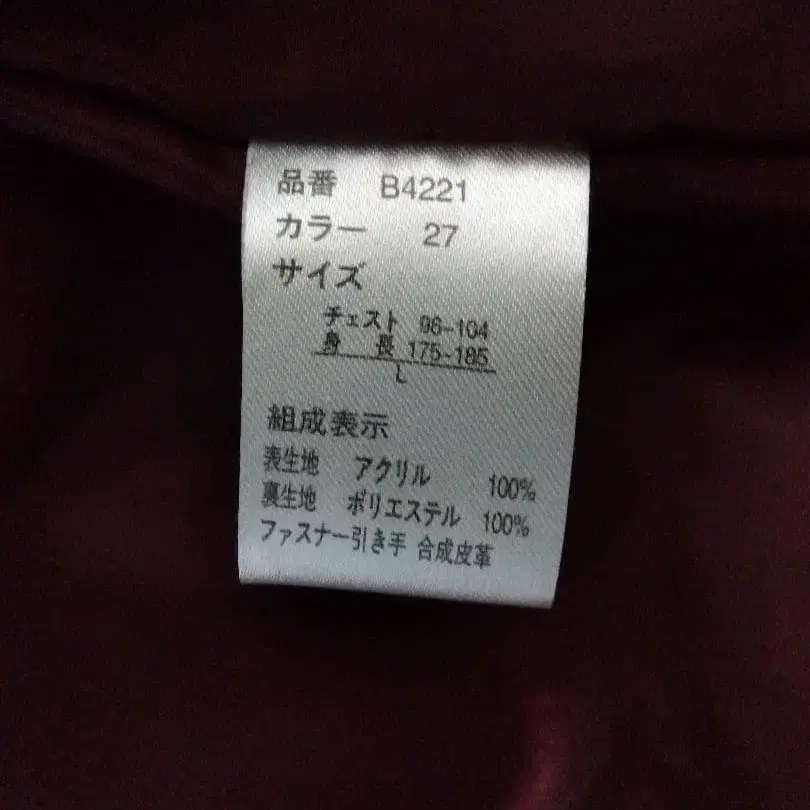 品番 B4221
カラー 27
サイズ
チェスト 96-104
身長 175-185
L
組成表示
表生地 アクリル 100%
裏生地 ポリエステル 100%
ファスナー引き手 合成皮革